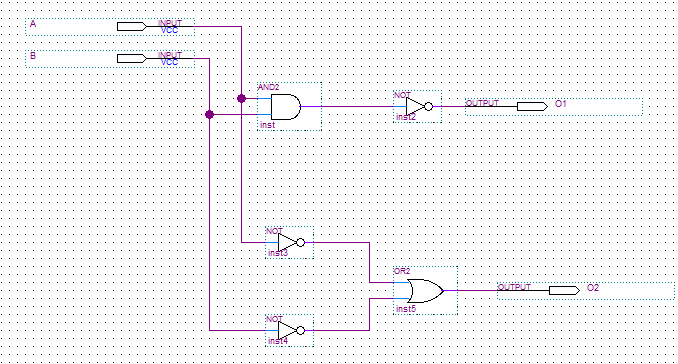 A INPUT
VCC
B INPUT
VCC
AND2
inst
NOT
inst2
OUTPUT O1
NOT
inst3
OR2
inst5
OUTPUT O2
NOT
inst4